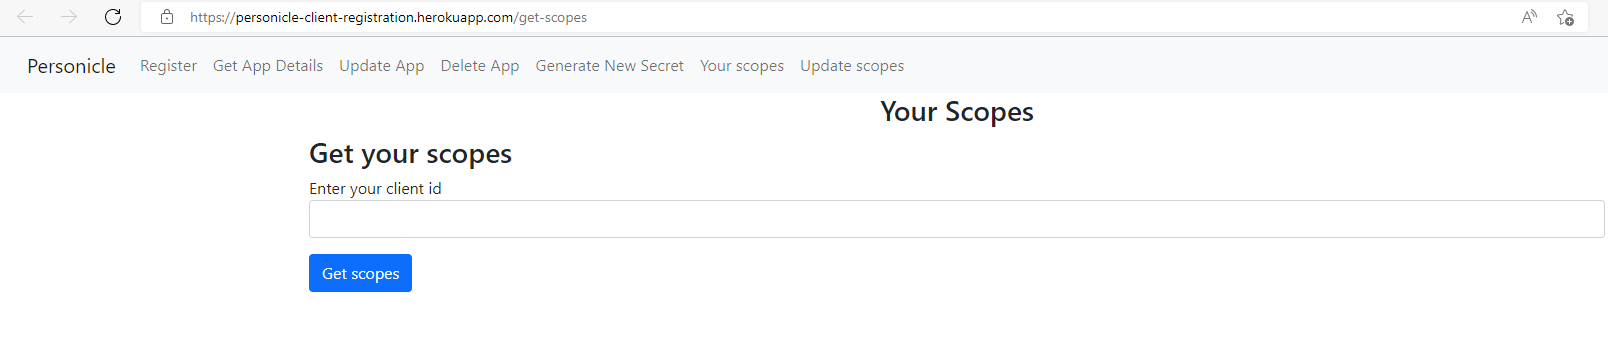 https://personicle-client-registration.herokuapp.com/get-scopes
Personicle Register Get App Details Update App Delete App Generate New Secret Your scopes Update scopes
Your Scopes
Get your scopes
Enter your client id
Get scopes